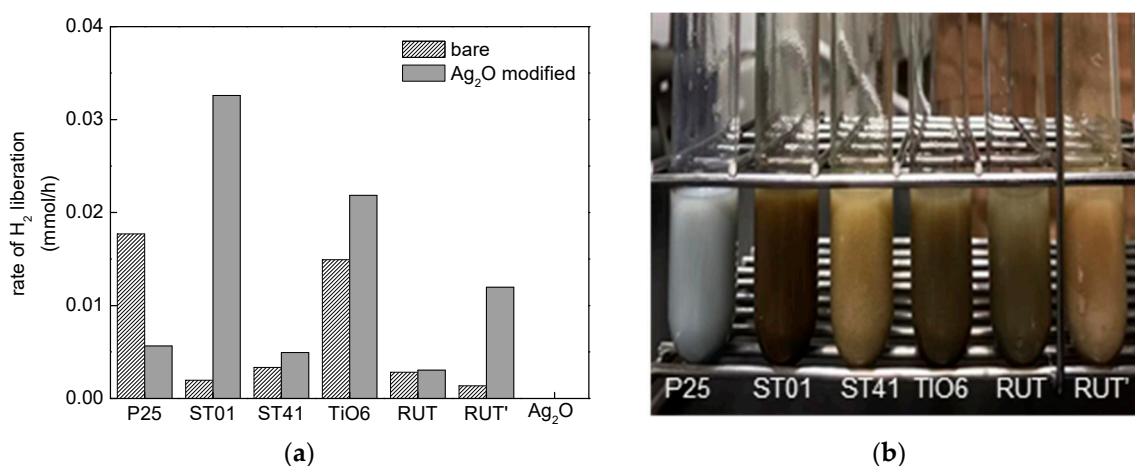 0.04
0.03
0.02
0.01
0.00
rate of H₂ liberation
(mmol/h)
bare
Ag₂O modified
P25 ST01 ST41 TiO6 RUT RUT' Ag₂O
(a)
P25 ST01 ST41 TIO6 RUT RUT'
(b)